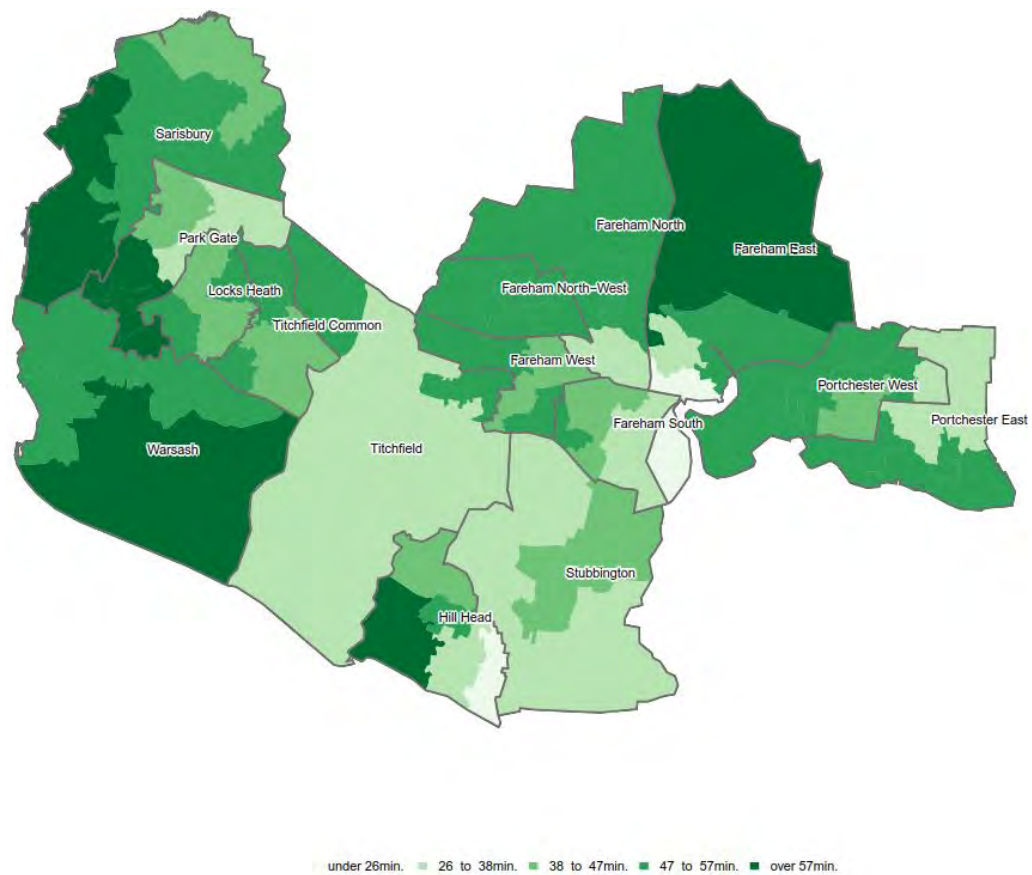 Sarisbury
Fareham North
Park Gate
Fareham East
Locks Heath
Fareham North-West
Titchfield Common
Fareham West
Portchester West
Fareham South
Portchester East
Warsash
Titchfield
Stubbington
Hill Head
under 26min. 26 to 38min. 38 to 47min. 47 to 57min. over 57min.